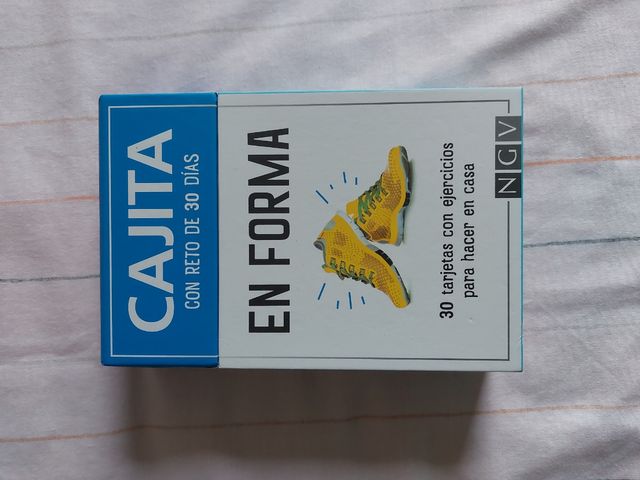 CAJITA
CON RETO DE 30 DÍAS
EN FORMA
30 tarjetas con ejercicios
para hacer en casa
NGV